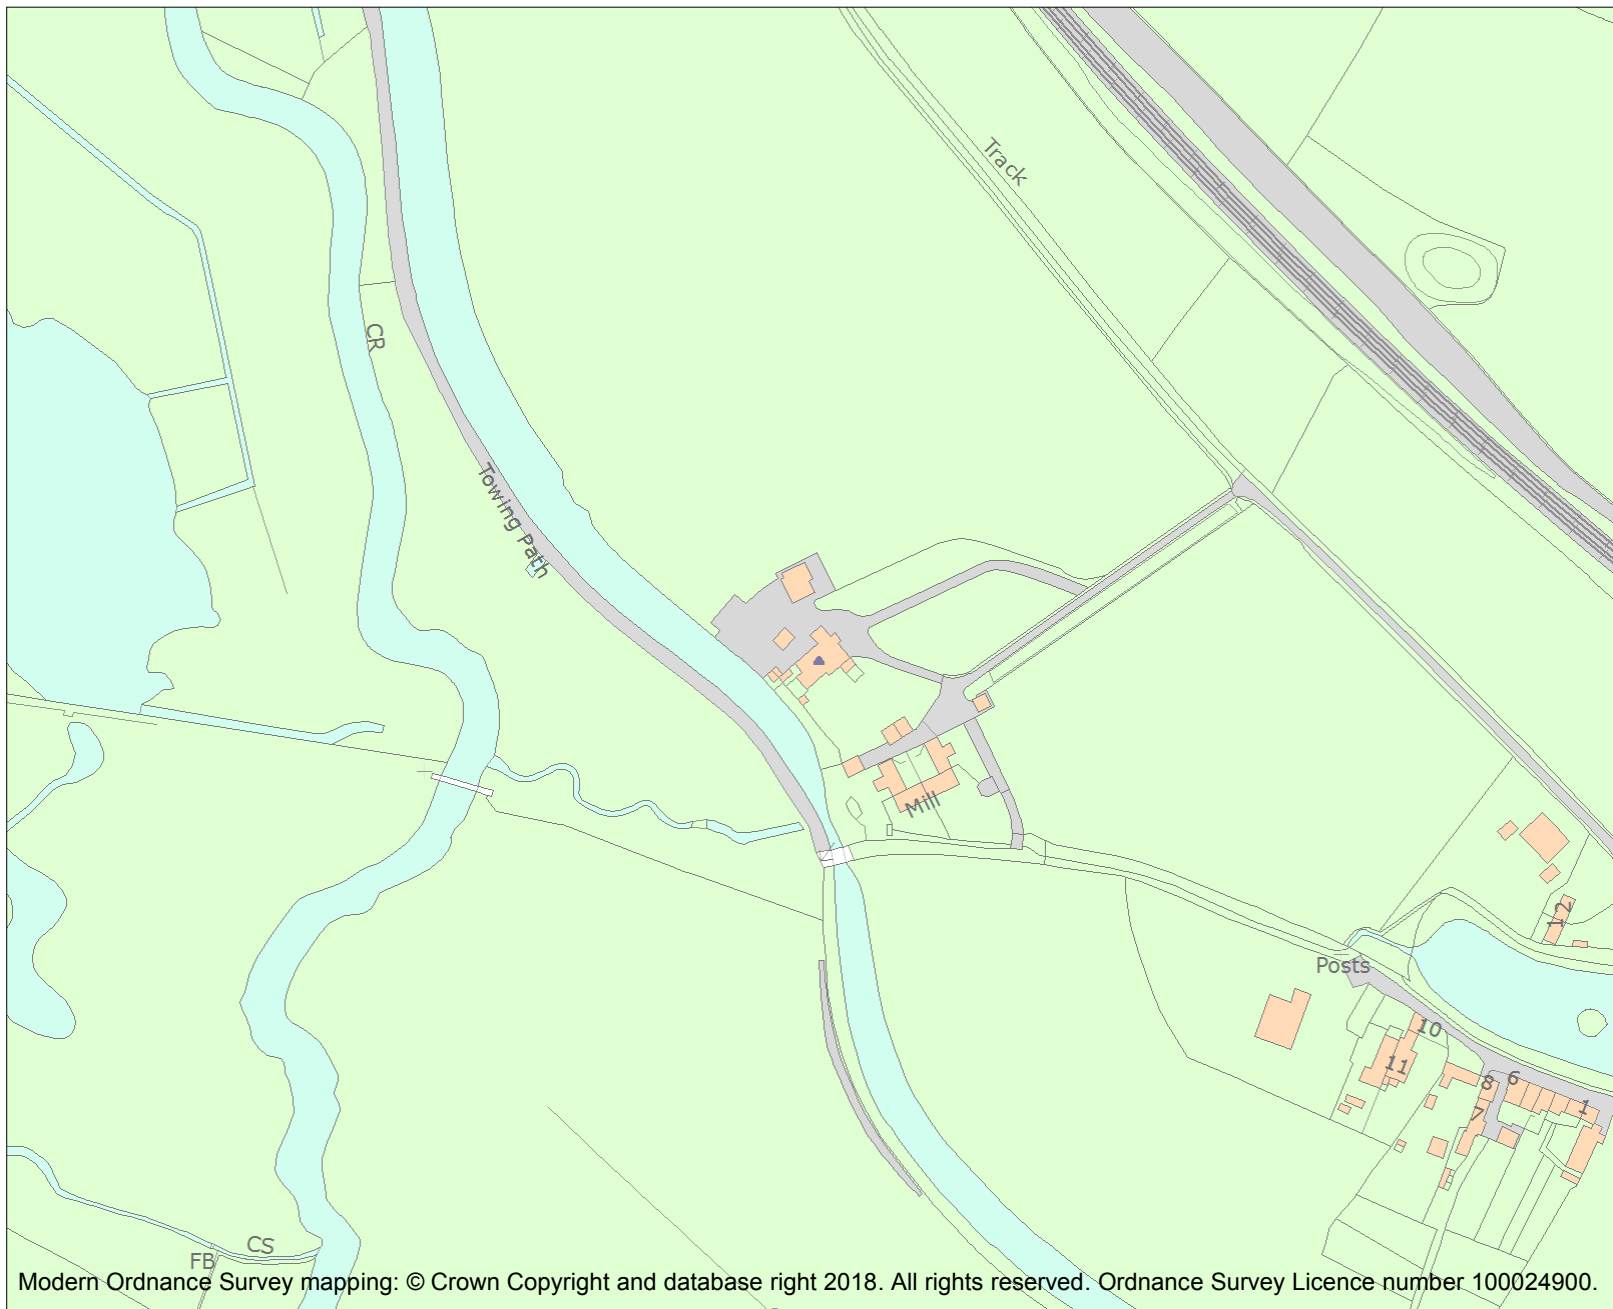 Track
CR
Towing Path
Mill
12
Posts
10
11
6
8
7
1
CS
FB
Modern Ordnance Survey mapping: © Crown Copyright and database right 2018. All rights reserved. Ordnance Survey Licence number 100024900.